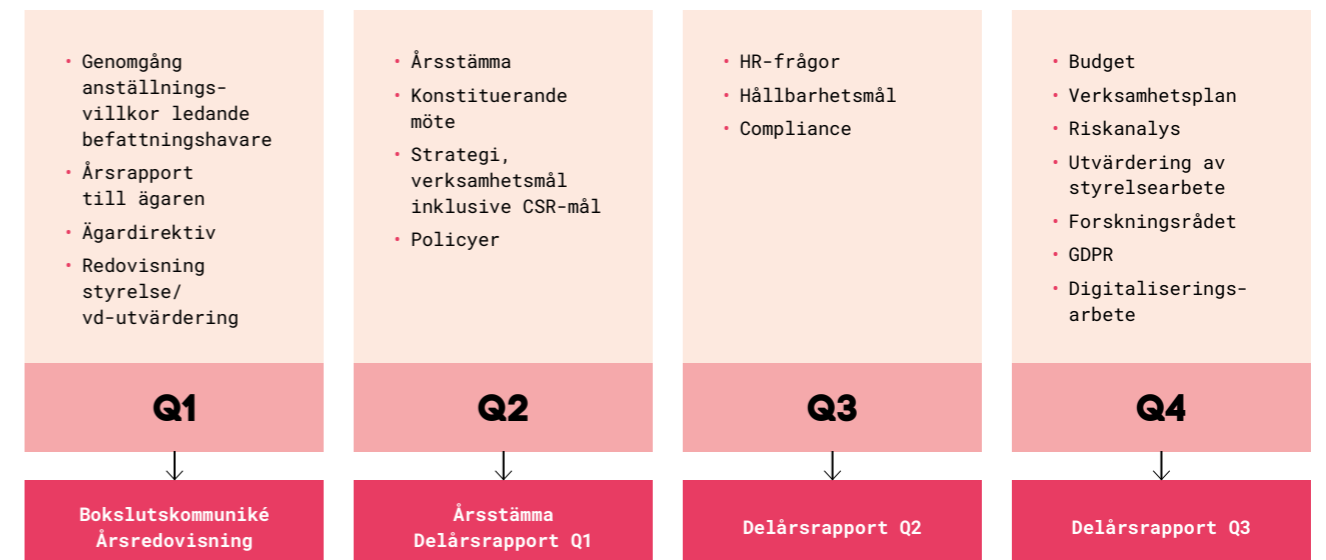 • Genomgång
anställnings-
villkor ledande
befattningshavare
• Årsrapport
till ägaren
• Ägardirektiv
• Redovisning
styrelse/
vd-utvärdering
Q1
Bokslutskommuniké
Årsredovisning
• Årsstämma
• Konstituerande
möte
• Strategi,
verksamhetsmål
inklusive CSR-mål
• Policyer
Q2
Årsstämma
Delårsrapport Q1
• HR-frågor
• Hållbarhetsmål
• Compliance
Q3
Delårsrapport Q2
• Budget
• Verksamhetsplan
• Riskanalys
• Utvärdering av
styrelsearbete
• Forskningsrådet
• GDPR
• Digitaliserings-
arbete
Q4
Delårsrapport Q3